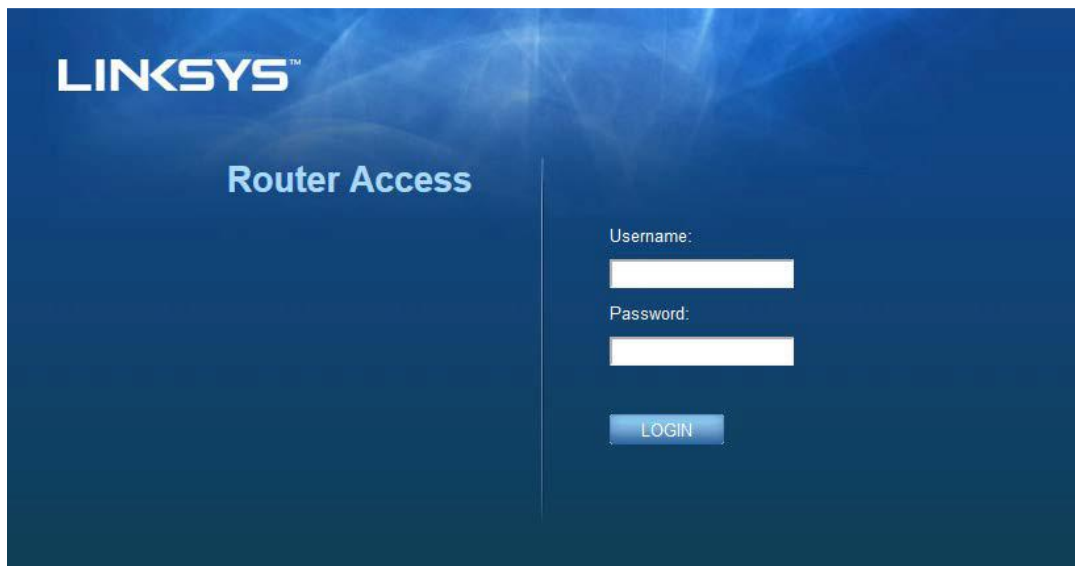 LINKSYS™
Router Access
Username:
Password:
LOGIN